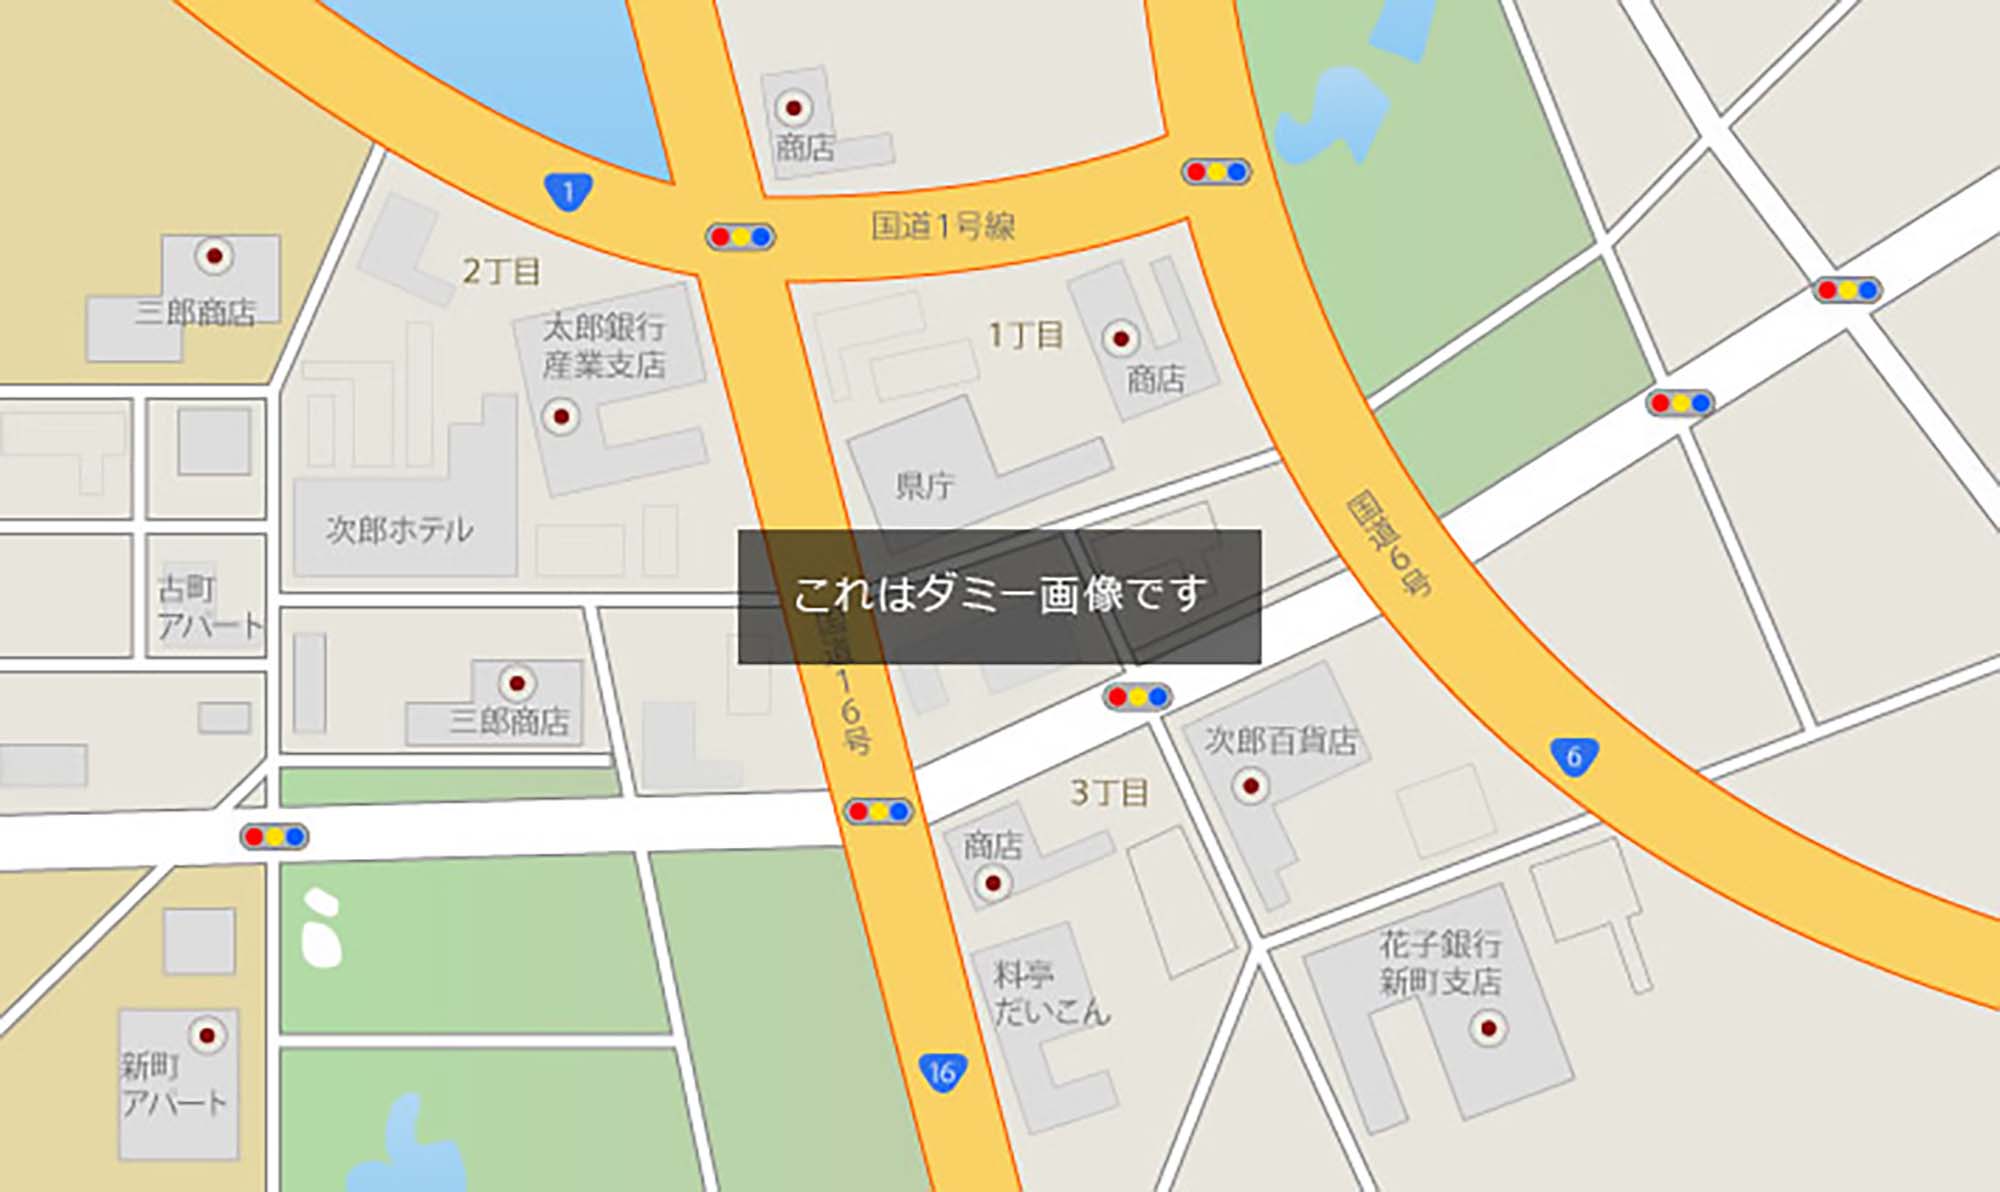 商店
1
国道1号線
三郎商店
2丁目
太郎銀行
産業支店
1丁目
商店
県庁
次郎ホテル
国道6号
これはダミー画像です
古町
アパート
国道16号
三郎商店
次郎百貨店
6
3丁目
商店
花子銀行
新町支店
料亭
だいこん
16
新町
アパート